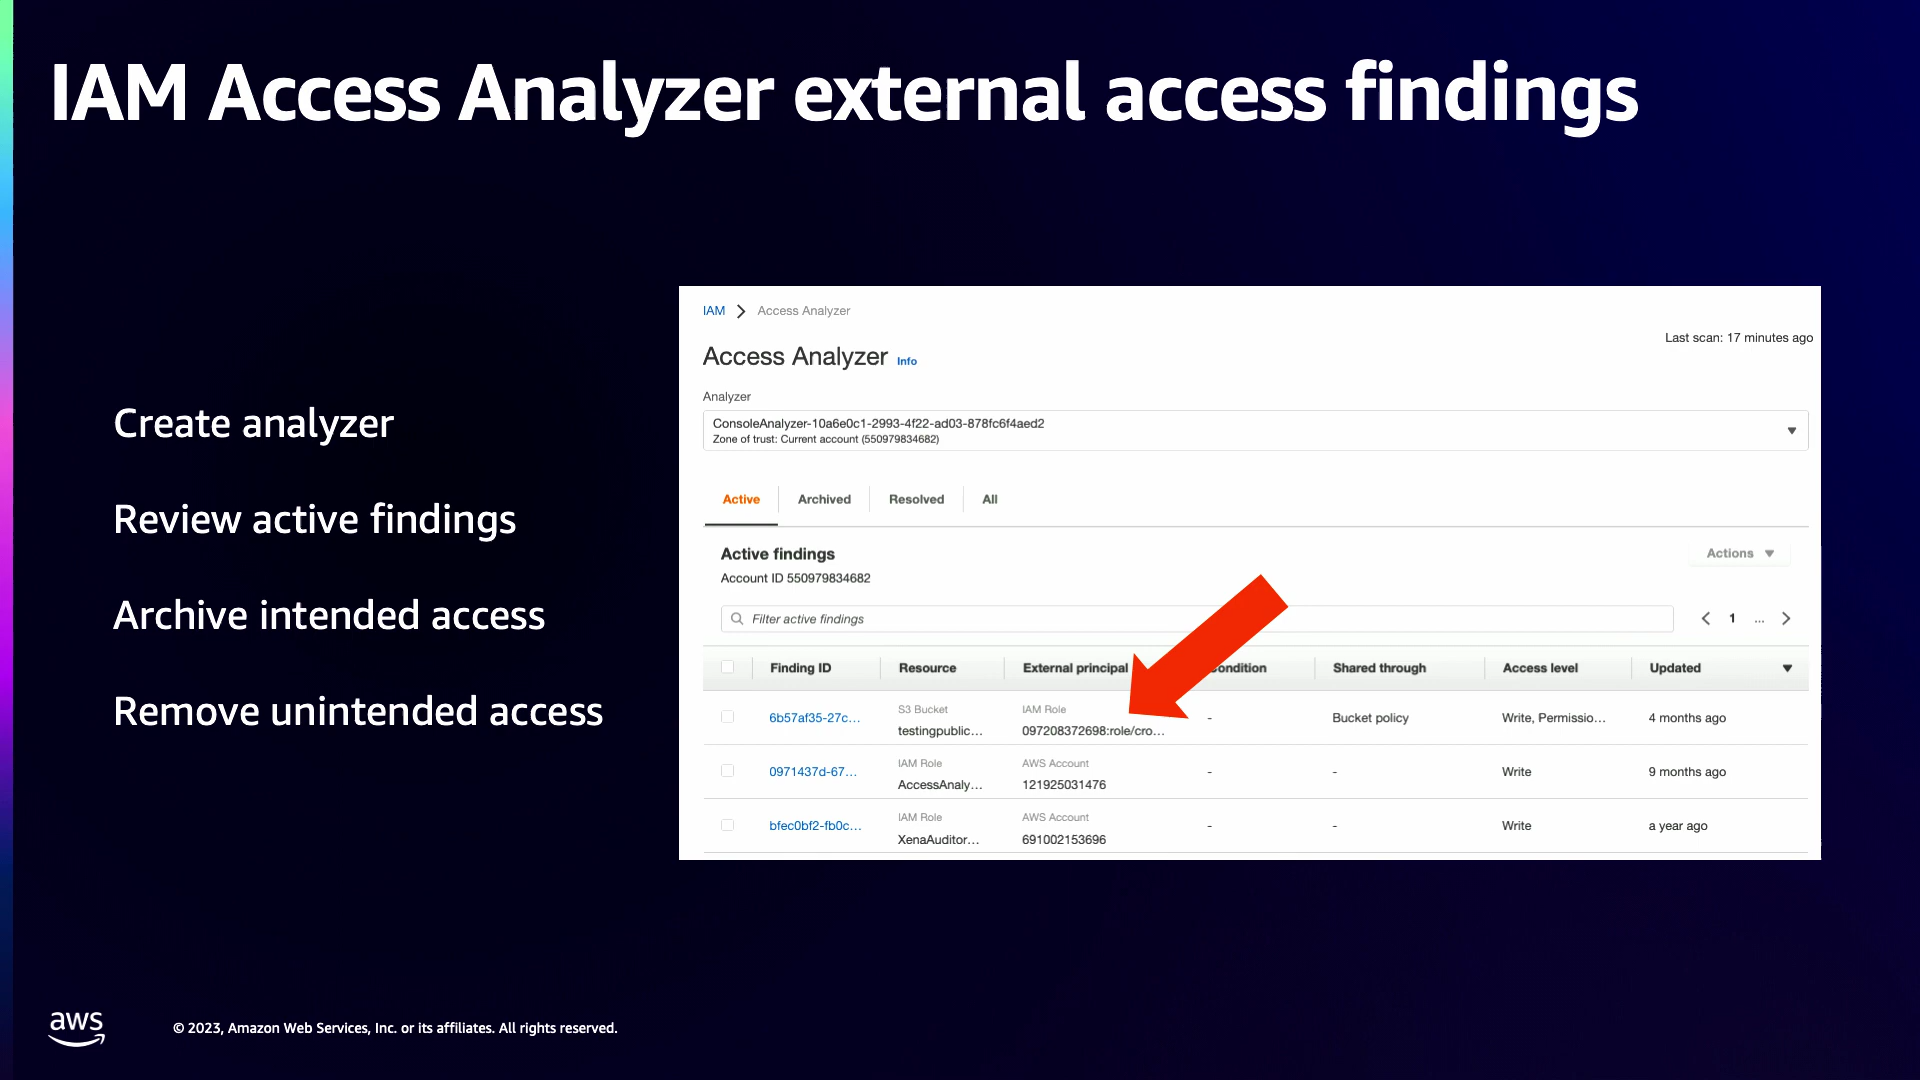 IAM Access Analyzer external access findings
Create analyzer
Review active findings
Archive intended access
Remove unintended access
IAM > Access Analyzer
Last scan: 17 minutes ago
Access Analyzer Info
Analyzer
ConsoleAnalyzer-10a6e0c1-2993-4f22-ad03-878fc6f4aed2
Zone of trust: Current account (550979834682)
Active Archived Resolved All
Active findings
Actions
Account ID 550979834682
Filter active findings
1 ...
Finding ID Resource External principal Condition Shared through Access level Updated
S3 Bucket IAM Role
6b57af35-27c... - Bucket policy Write, Permissio... 4 months ago
testingpublic... 097208372698:role/cro...
IAM Role AWS Account
0971437d-67... - - Write 9 months ago
AccessAnaly... 121925031476
IAM Role AWS Account
bfec0bf2-fb0c... - - Write a year ago
XenaAuditor... 691002153696
aws
© 2023, Amazon Web Services, Inc. or its affiliates. All rights reserved.